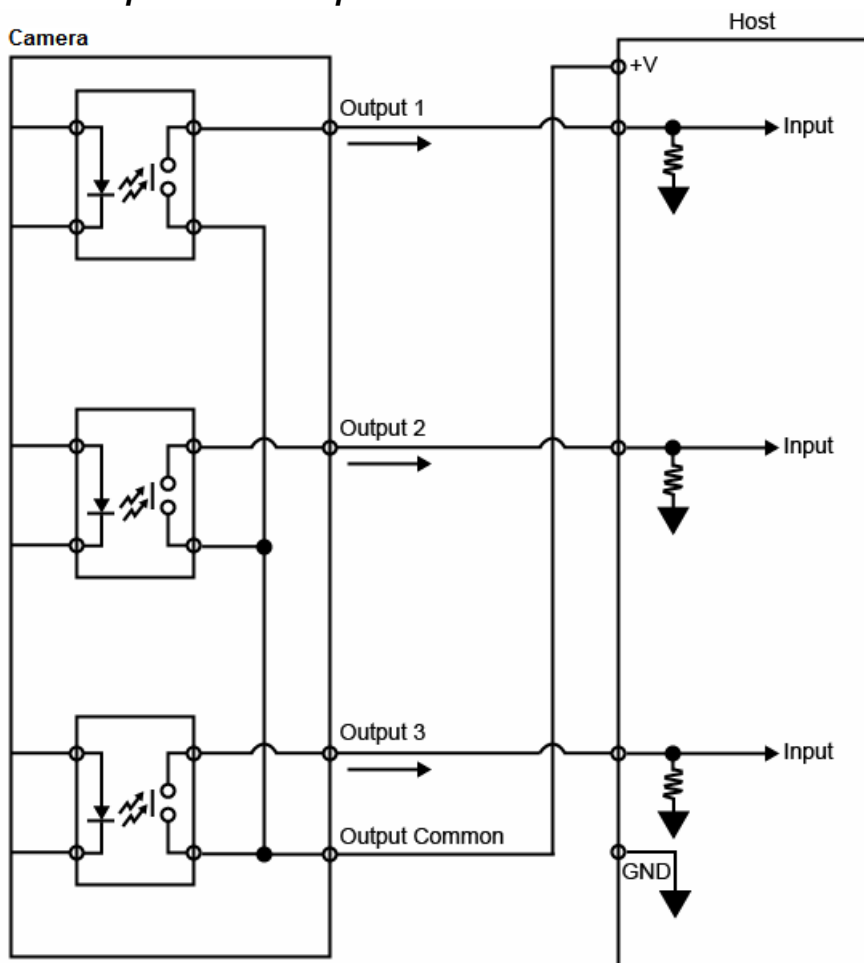 Host
Camera
+V
Output 1
Input
Output 2
Input
Output 3
Input
Output Common
GND